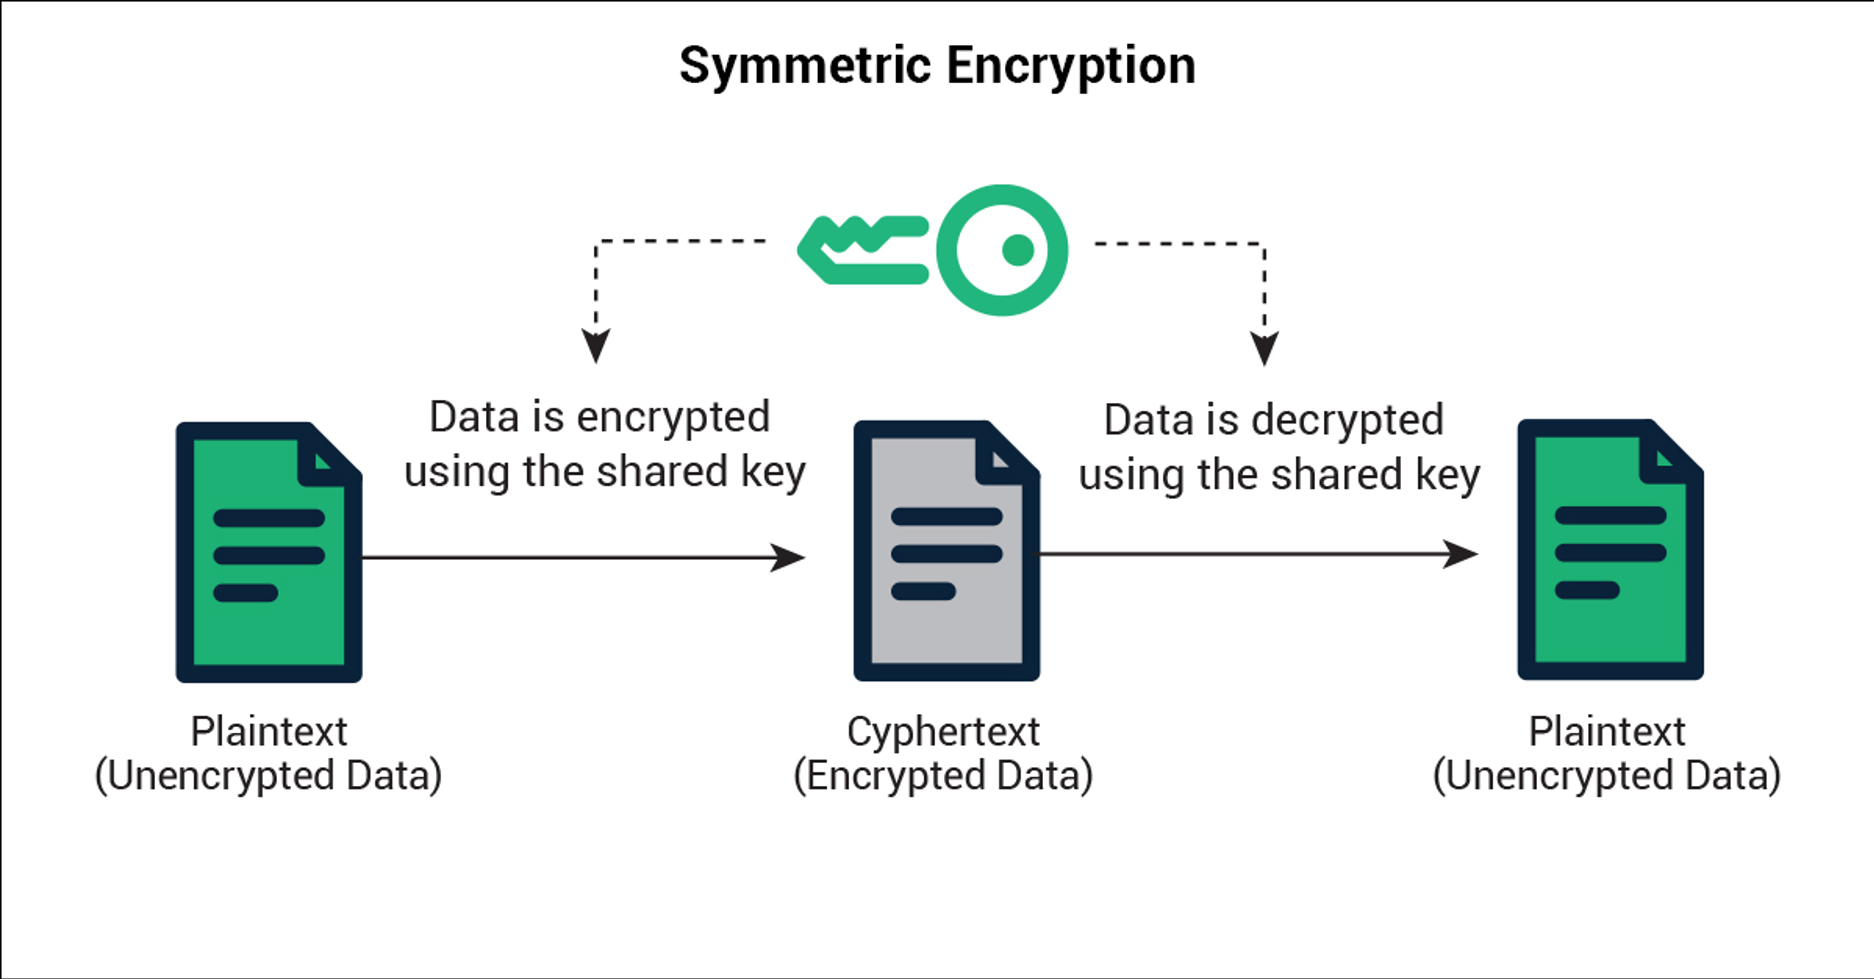 Symmetric Encryption
Data is encrypted
using the shared key
Data is decrypted
using the shared key
Plaintext
(Unencrypted Data)
Cyphertext
(Encrypted Data)
Plaintext
(Unencrypted Data)